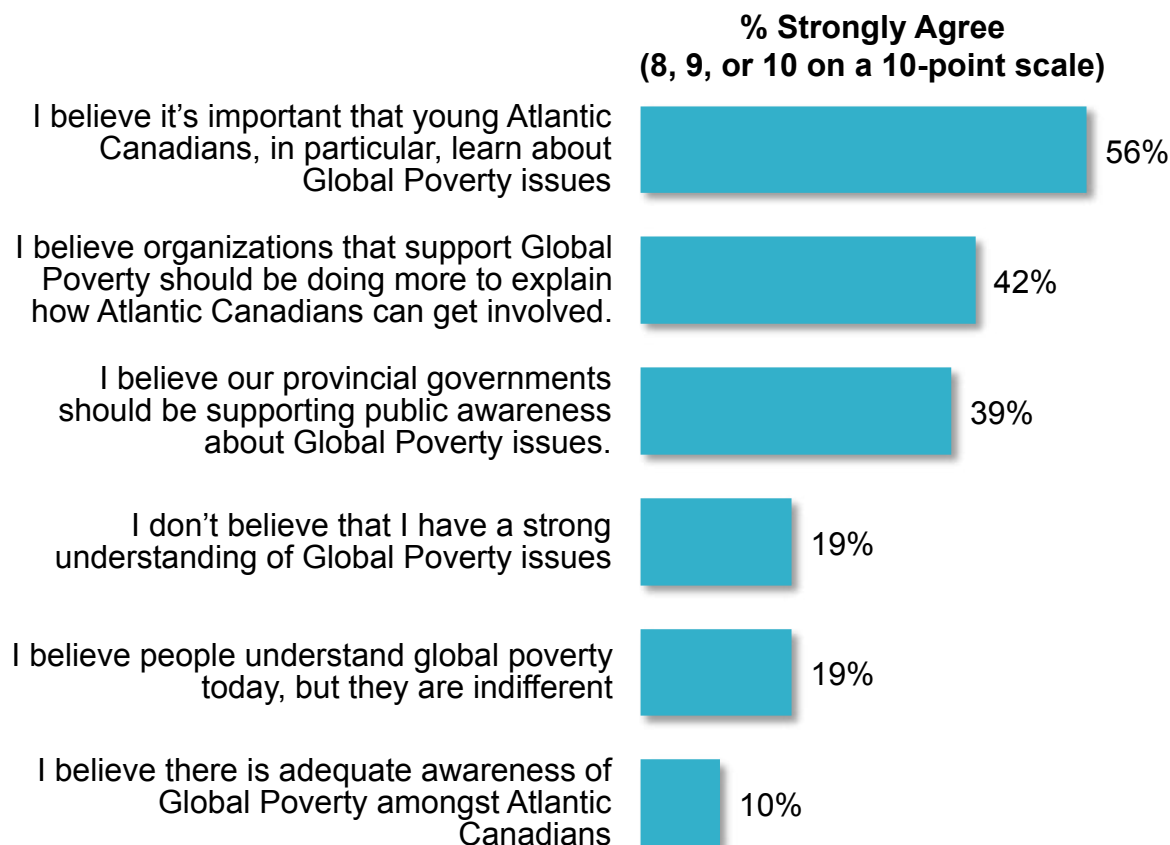 % Strongly Agree
(8, 9, or 10 on a 10-point scale)
I believe it’s important that young Atlantic
Canadians, in particular, learn about
Global Poverty issues
56%
I believe organizations that support Global
Poverty should be doing more to explain
how Atlantic Canadians can get involved.
42%
I believe our provincial governments
should be supporting public awareness
about Global Poverty issues.
39%
I don’t believe that I have a strong
understanding of Global Poverty issues
19%
I believe people understand global poverty
today, but they are indifferent
19%
I believe there is adequate awareness of
Global Poverty amongst Atlantic
Canadians
10%